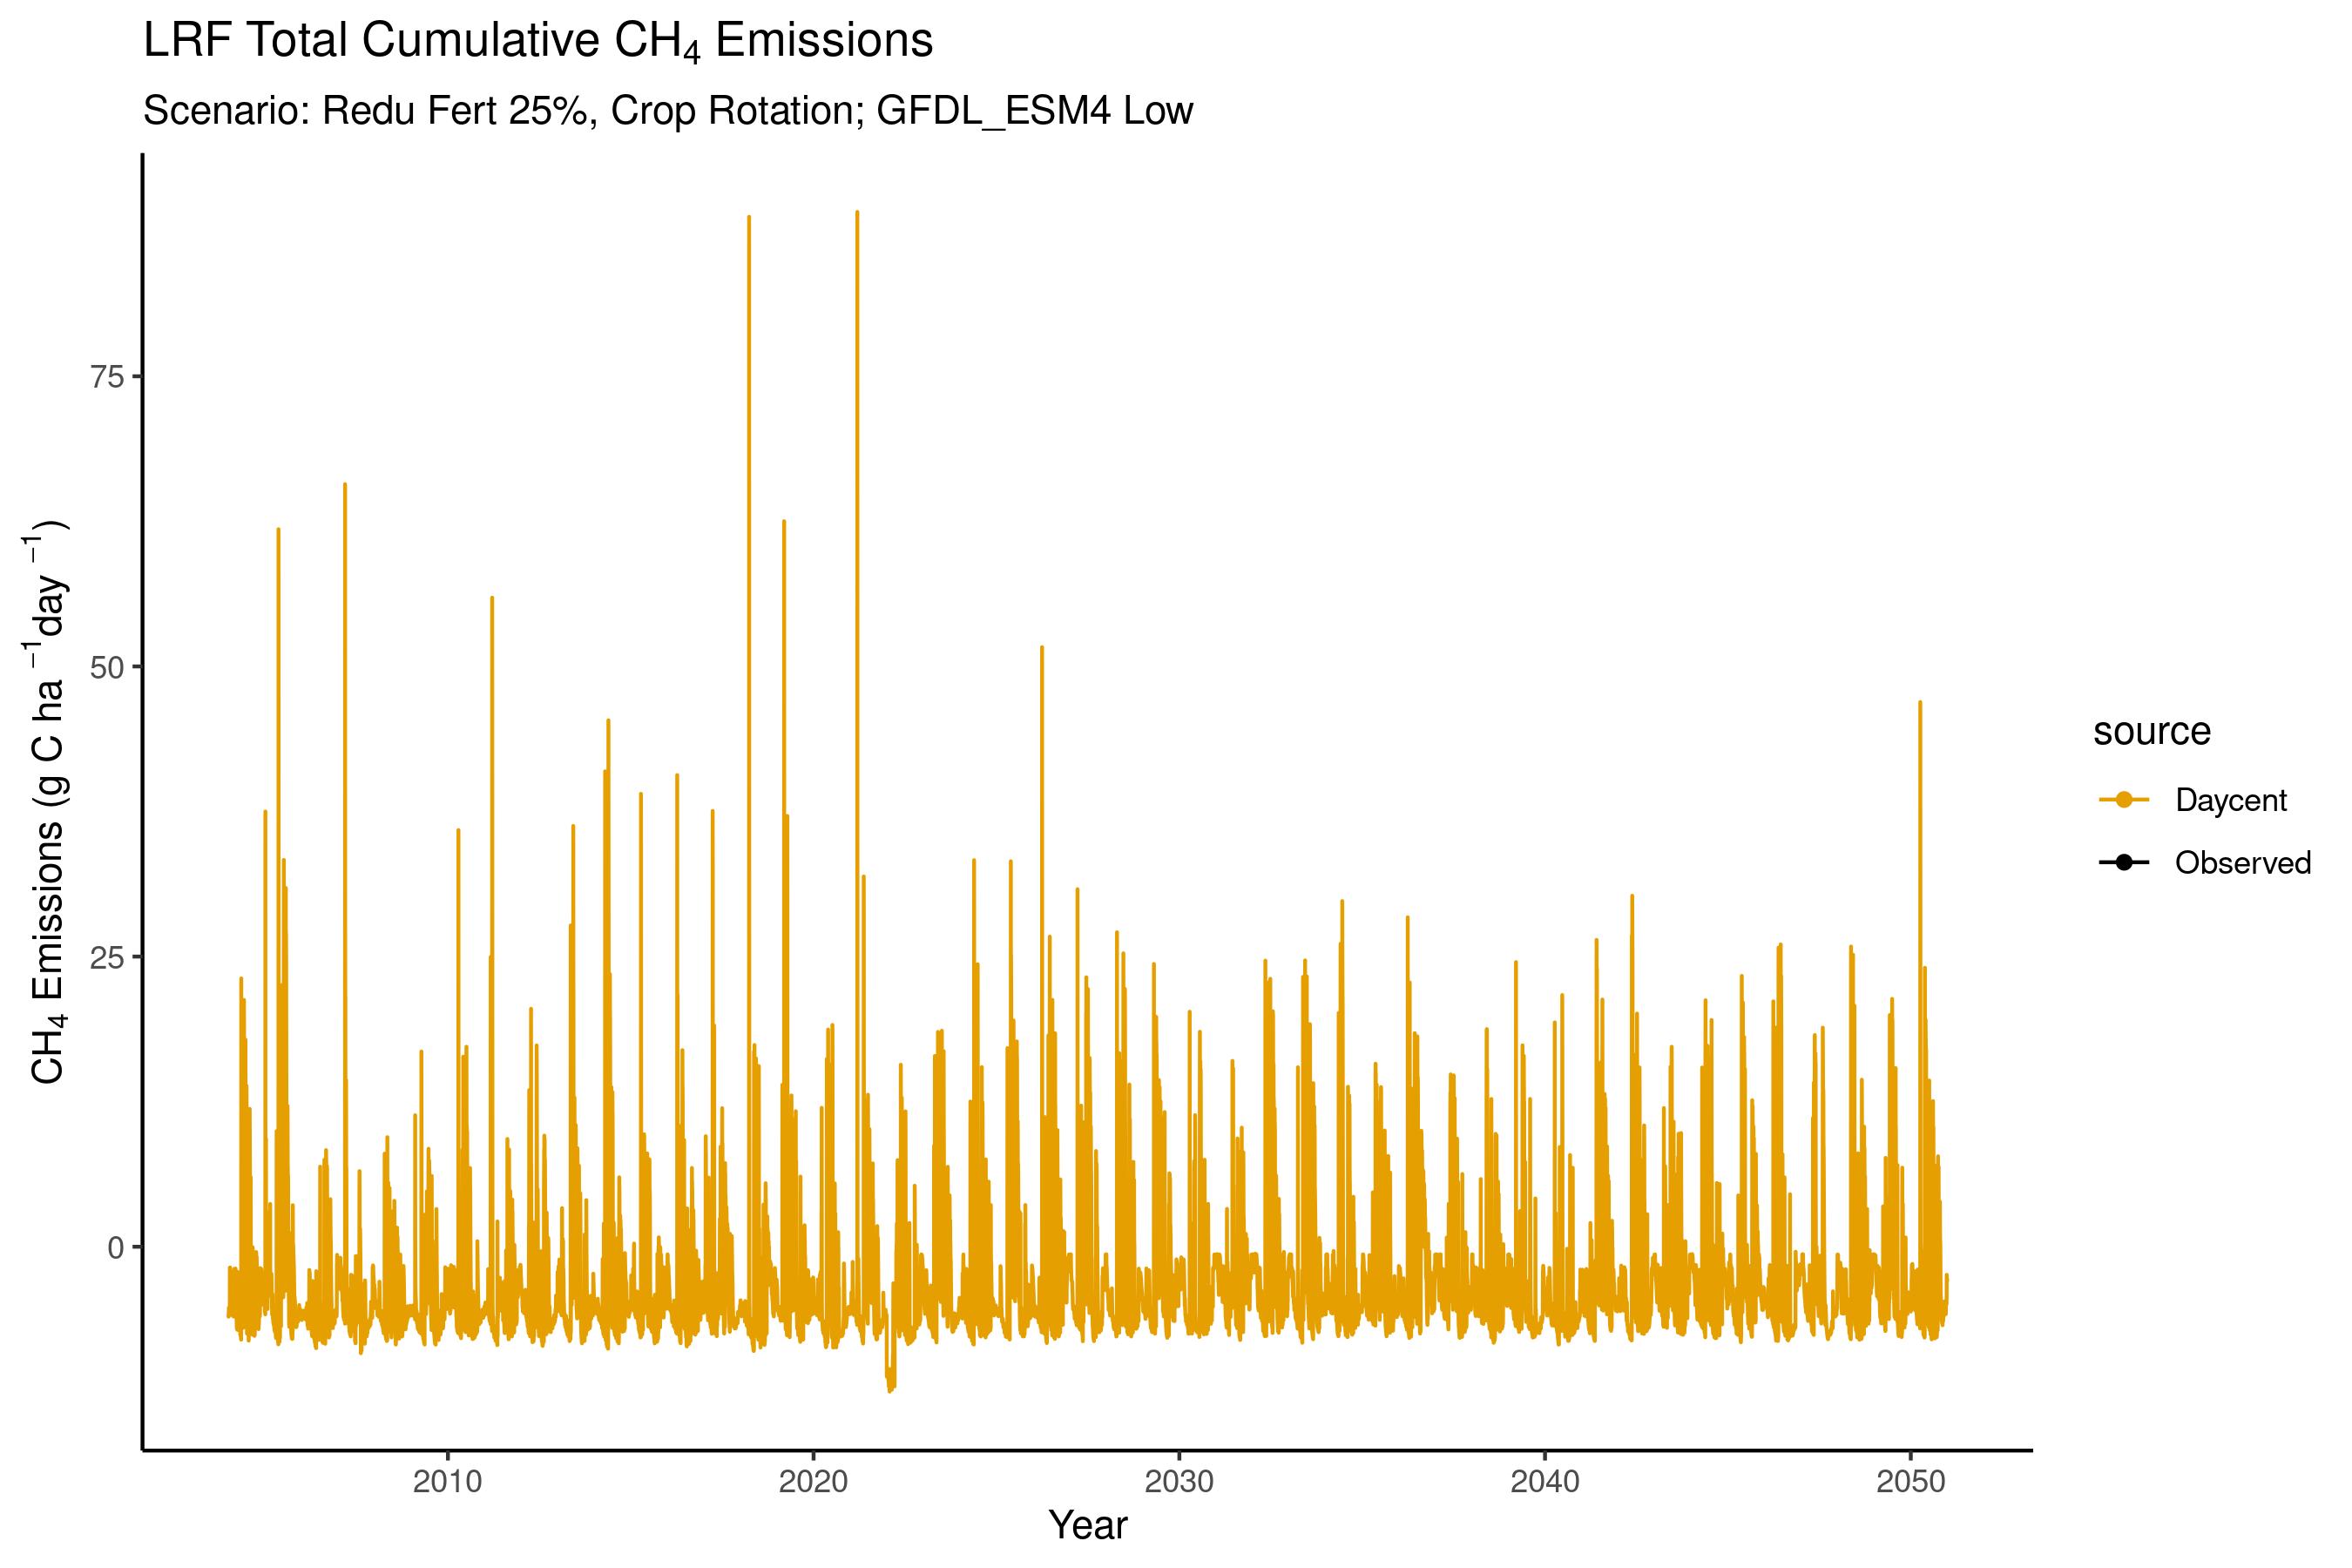 LRF Total Cumulative CH₄ Emissions
Scenario: Redu Fert 25%, Crop Rotation; GFDL_ESM4 Low
CH₄ Emissions (g C ha ⁻¹day ⁻¹)
75
50
25
0
2010 2020 2030 2040 2050
Year
source
Daycent
Observed